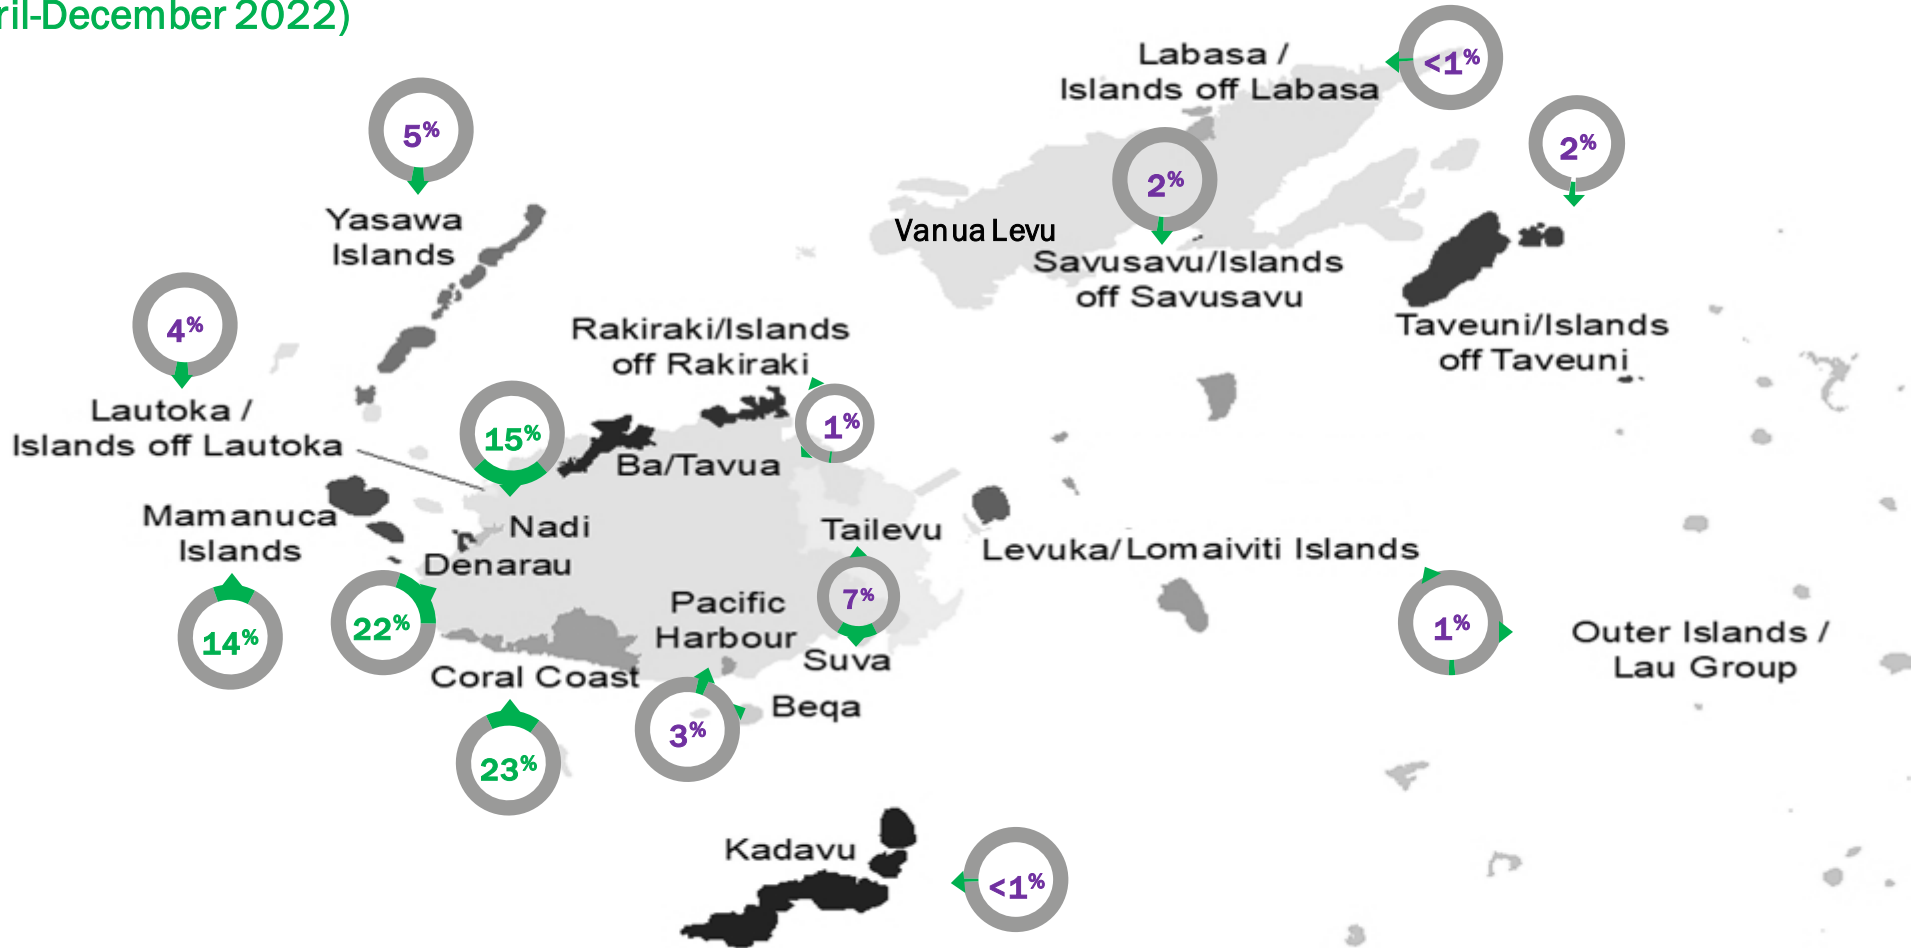 ril-December 2022)
Labasa /
Islands off Labasa
<1%
5%
2%
2%
Yasawa
Islands
Vanua Levu
Savusavu/Islands
off Savusavu
4%
Rakiraki/Islands
off Rakiraki
Taveuni/Islands
off Taveuni
Lautoka /
Islands off Lautoka
15%
1%
Ba/Tavua
Mamanuca
Islands
Nadi
Denarau
Tailevu
Levuka/Lomaiviti Islands
14%
22%
Pacific
Harbour
7%
1%
Outer Islands /
Lau Group
Suva
Coral Coast
Beqa
23%
3%
Kadavu
<1%